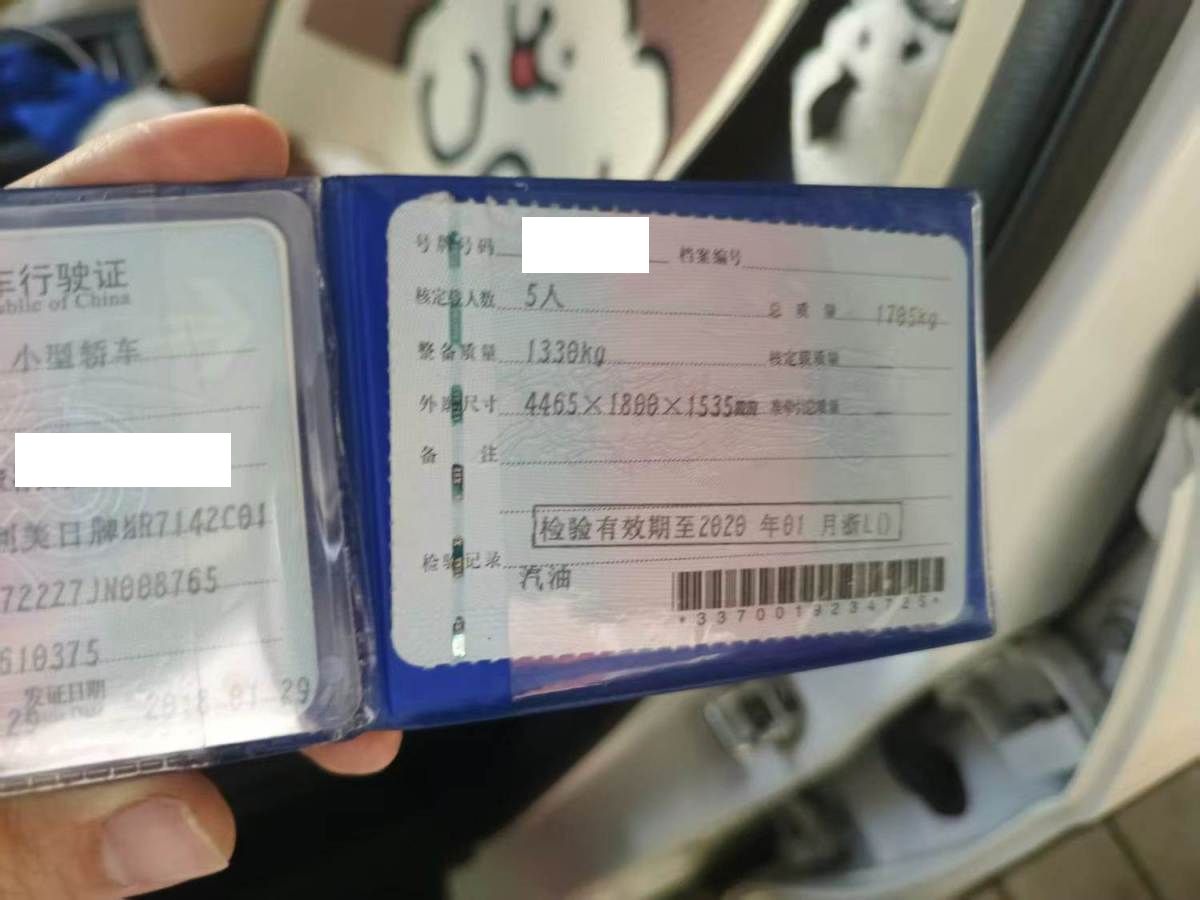 车行驶证
ublic of China
小型轿车
美日牌MR7142C01
72227JN008765
610375
发证日期 2018.01.29
25
号牌号码 档案编号
核定载人数 5人 总质量 1705kg
整备质量 1330kg 核定载质量
外廓尺寸 4465×1800×1535mm 准牵引总质量
备注
检验有效期至2020 年01 月浙L()
检验记录
汽油
*3370019234725*